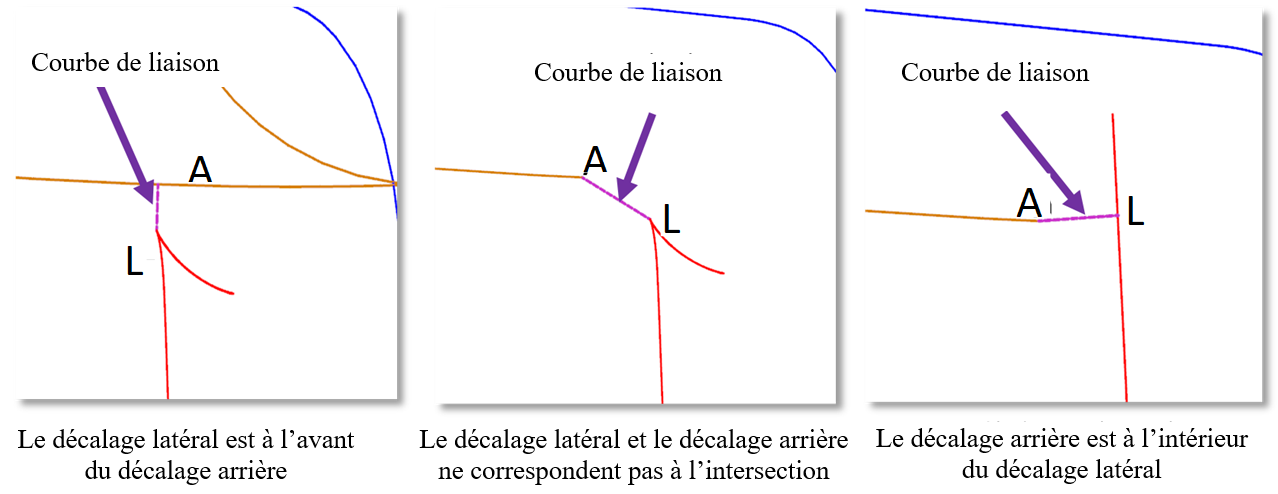 Courbe de liaison
A
L
Le décalage latéral est à l’avant
du décalage arrière
Courbe de liaison
A
L
Le décalage latéral et le décalage arrière
ne correspondent pas à l’intersection
Courbe de liaison
A
L
Le décalage arrière est à l’intérieur
du décalage latéral